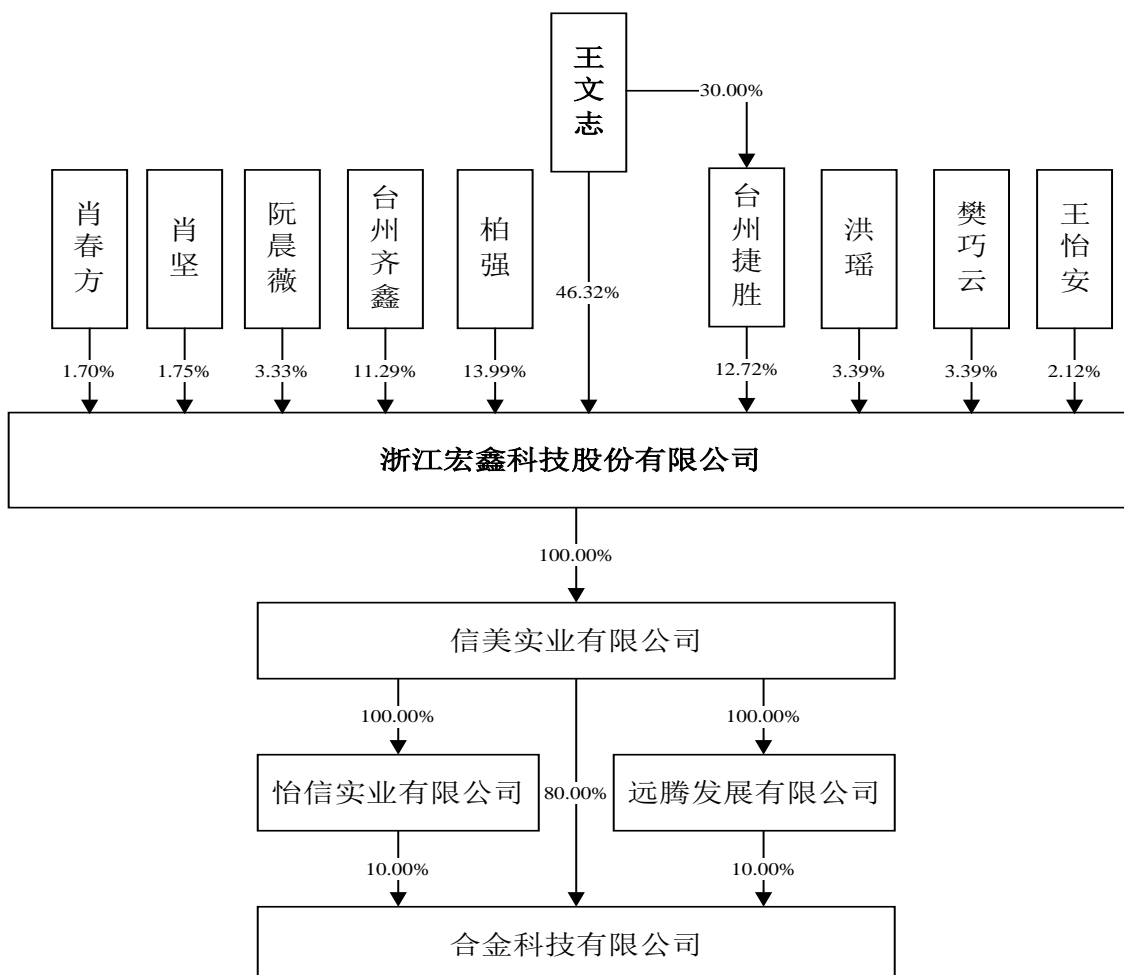 王文志
30.00%
肖春方
肖坚
阮晨薇
台州齐鑫
柏强
台州捷胜
洪瑶
樊巧云
王怡安
46.32%
1.70%
1.75%
3.33%
11.29%
13.99%
12.72%
3.39%
3.39%
2.12%
浙江宏鑫科技股份有限公司
100.00%
信美实业有限公司
100.00%
100.00%
怡信实业有限公司
80.00%
远腾发展有限公司
10.00%
10.00%
合金科技有限公司